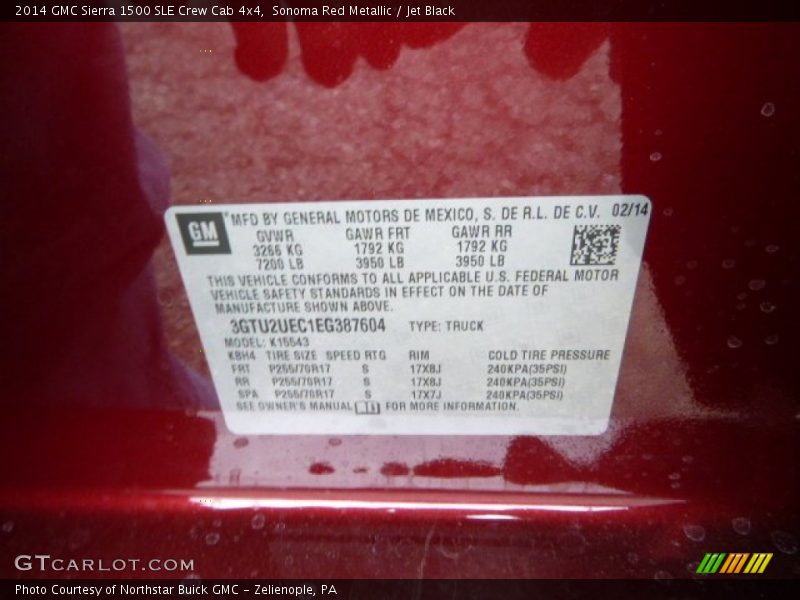 2014 GMC Sierra 1500 SLE Crew Cab 4x4, Sonoma Red Metallic / Jet Black
GM MFD BY GENERAL MOTORS DE MEXICO, S. DE R.L. DE C.V. 02/14
GVWR GAWR FRT GAWR RR
3266 KG 1792 KG 1792 KG
7200 LB 3950 LB 3950 LB
THIS VEHICLE CONFORMS TO ALL APPLICABLE U.S. FEDERAL MOTOR
VEHICLE SAFETY STANDARDS IN EFFECT ON THE DATE OF
MANUFACTURE SHOWN ABOVE.
3GTU2UEC1EG387604 TYPE: TRUCK
MODEL: K15543
KBH4 TIRE SIZE SPEED RTG RIM COLD TIRE PRESSURE
FRT P255/70R17 S 17X8J 240KPA(35PSI)
RR P255/70R17 S 17X8J 240KPA(35PSI)
SPA P255/70R17 S 17X7J 240KPA(35PSI)
SEE OWNER'S MANUAL FOR MORE INFORMATION.
GTCARLOT.COM
Photo Courtesy of Northstar Buick GMC - Zelienople, PA